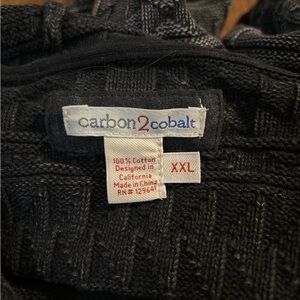 carbon2cobalt
100% Cotton
Designed in
California
Made in China
RN# 129641
XXL